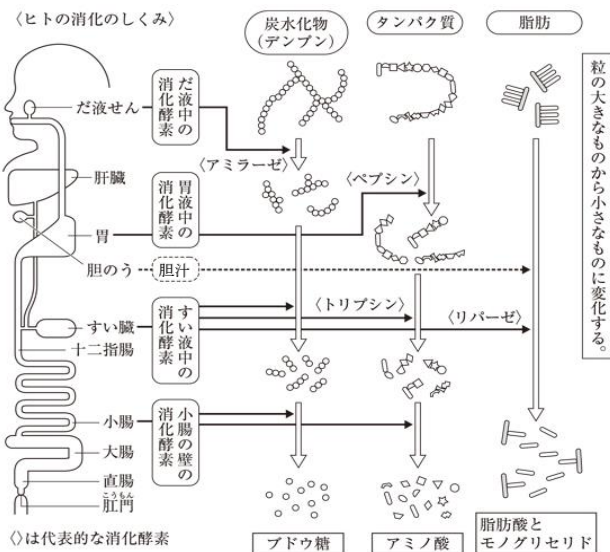 〈ヒトの消化のしくみ〉
炭水化物
(デンプン)
タンパク質
脂肪
粒の大きなものから小さなものに変化する。
だ液せん
だ液中の
消化酵素
〈アミラーゼ〉
肝臓
胃
胃液中の
消化酵素
〈ペプシン〉
胆のう
胆汁
すい臓
十二指腸
すい液中の
消化酵素
〈トリプシン〉
〈リパーゼ〉
小腸
大腸
直腸
こうもん
肛門
小腸の壁の
消化酵素
〈〉は代表的な消化酵素
ブドウ糖
アミノ酸
脂肪酸と
モノグリセリド